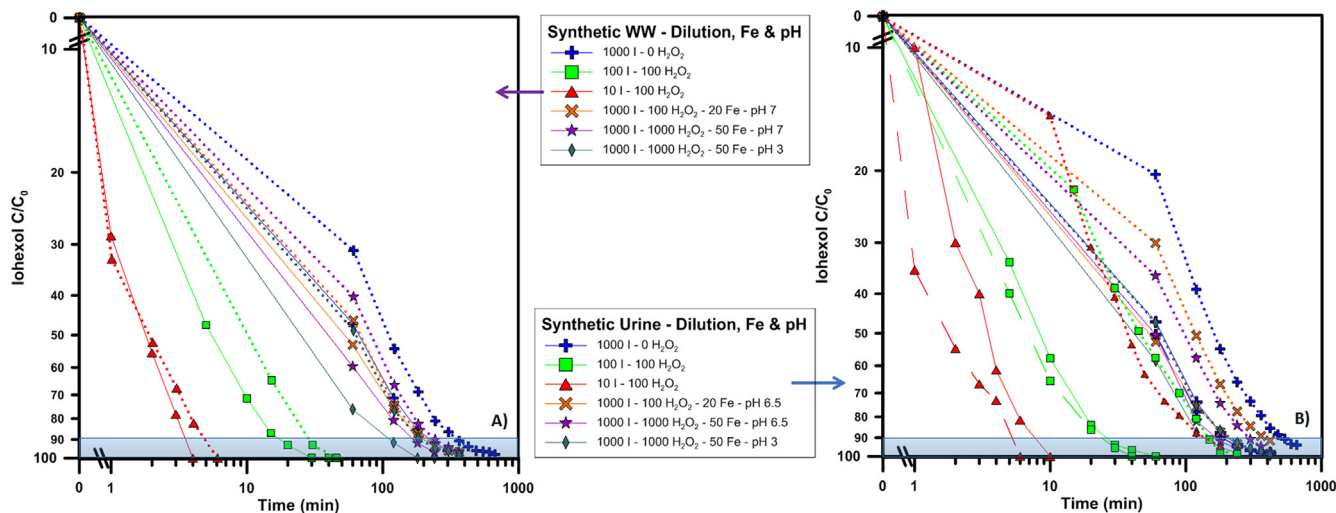 Iohexol C/C₀
0
10
20
30
40
50
60
70
80
90
100
0
1
10
100
1000
Time (min)
A)
Synthetic WW - Dilution, Fe & pH
1000 I - 0 H₂O₂
100 I - 100 H₂O₂
10 I - 100 H₂O₂
1000 I - 100 H₂O₂ - 20 Fe - pH 7
1000 I - 1000 H₂O₂ - 50 Fe - pH 7
1000 I - 1000 H₂O₂ - 50 Fe - pH 3
Synthetic Urine - Dilution, Fe & pH
1000 I - 0 H₂O₂
100 I - 100 H₂O₂
10 I - 100 H₂O₂
1000 I - 100 H₂O₂ - 20 Fe - pH 6.5
1000 I - 1000 H₂O₂ - 50 Fe - pH 6.5
1000 I - 1000 H₂O₂ - 50 Fe - pH 3
Iohexol C/C₀
0
10
20
30
40
50
60
70
80
90
100
0
1
10
100
1000
Time (min)
B)